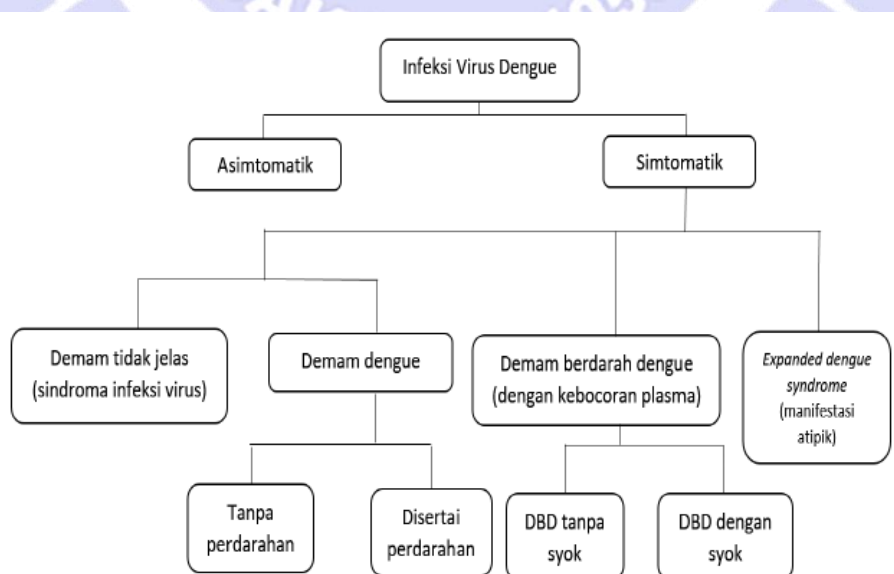 Infeksi Virus Dengue
Asimtomatik
Simtomatik
Demam tidak jelas
(sindroma infeksi virus)
Demam dengue
Demam berdarah dengue
(dengan kebocoran plasma)
Expanded dengue
syndrome
(manifestasi
atipik)
Tanpa
perdarahan
Disertai
perdarahan
DBD tanpa
syok
DBD dengan
syok